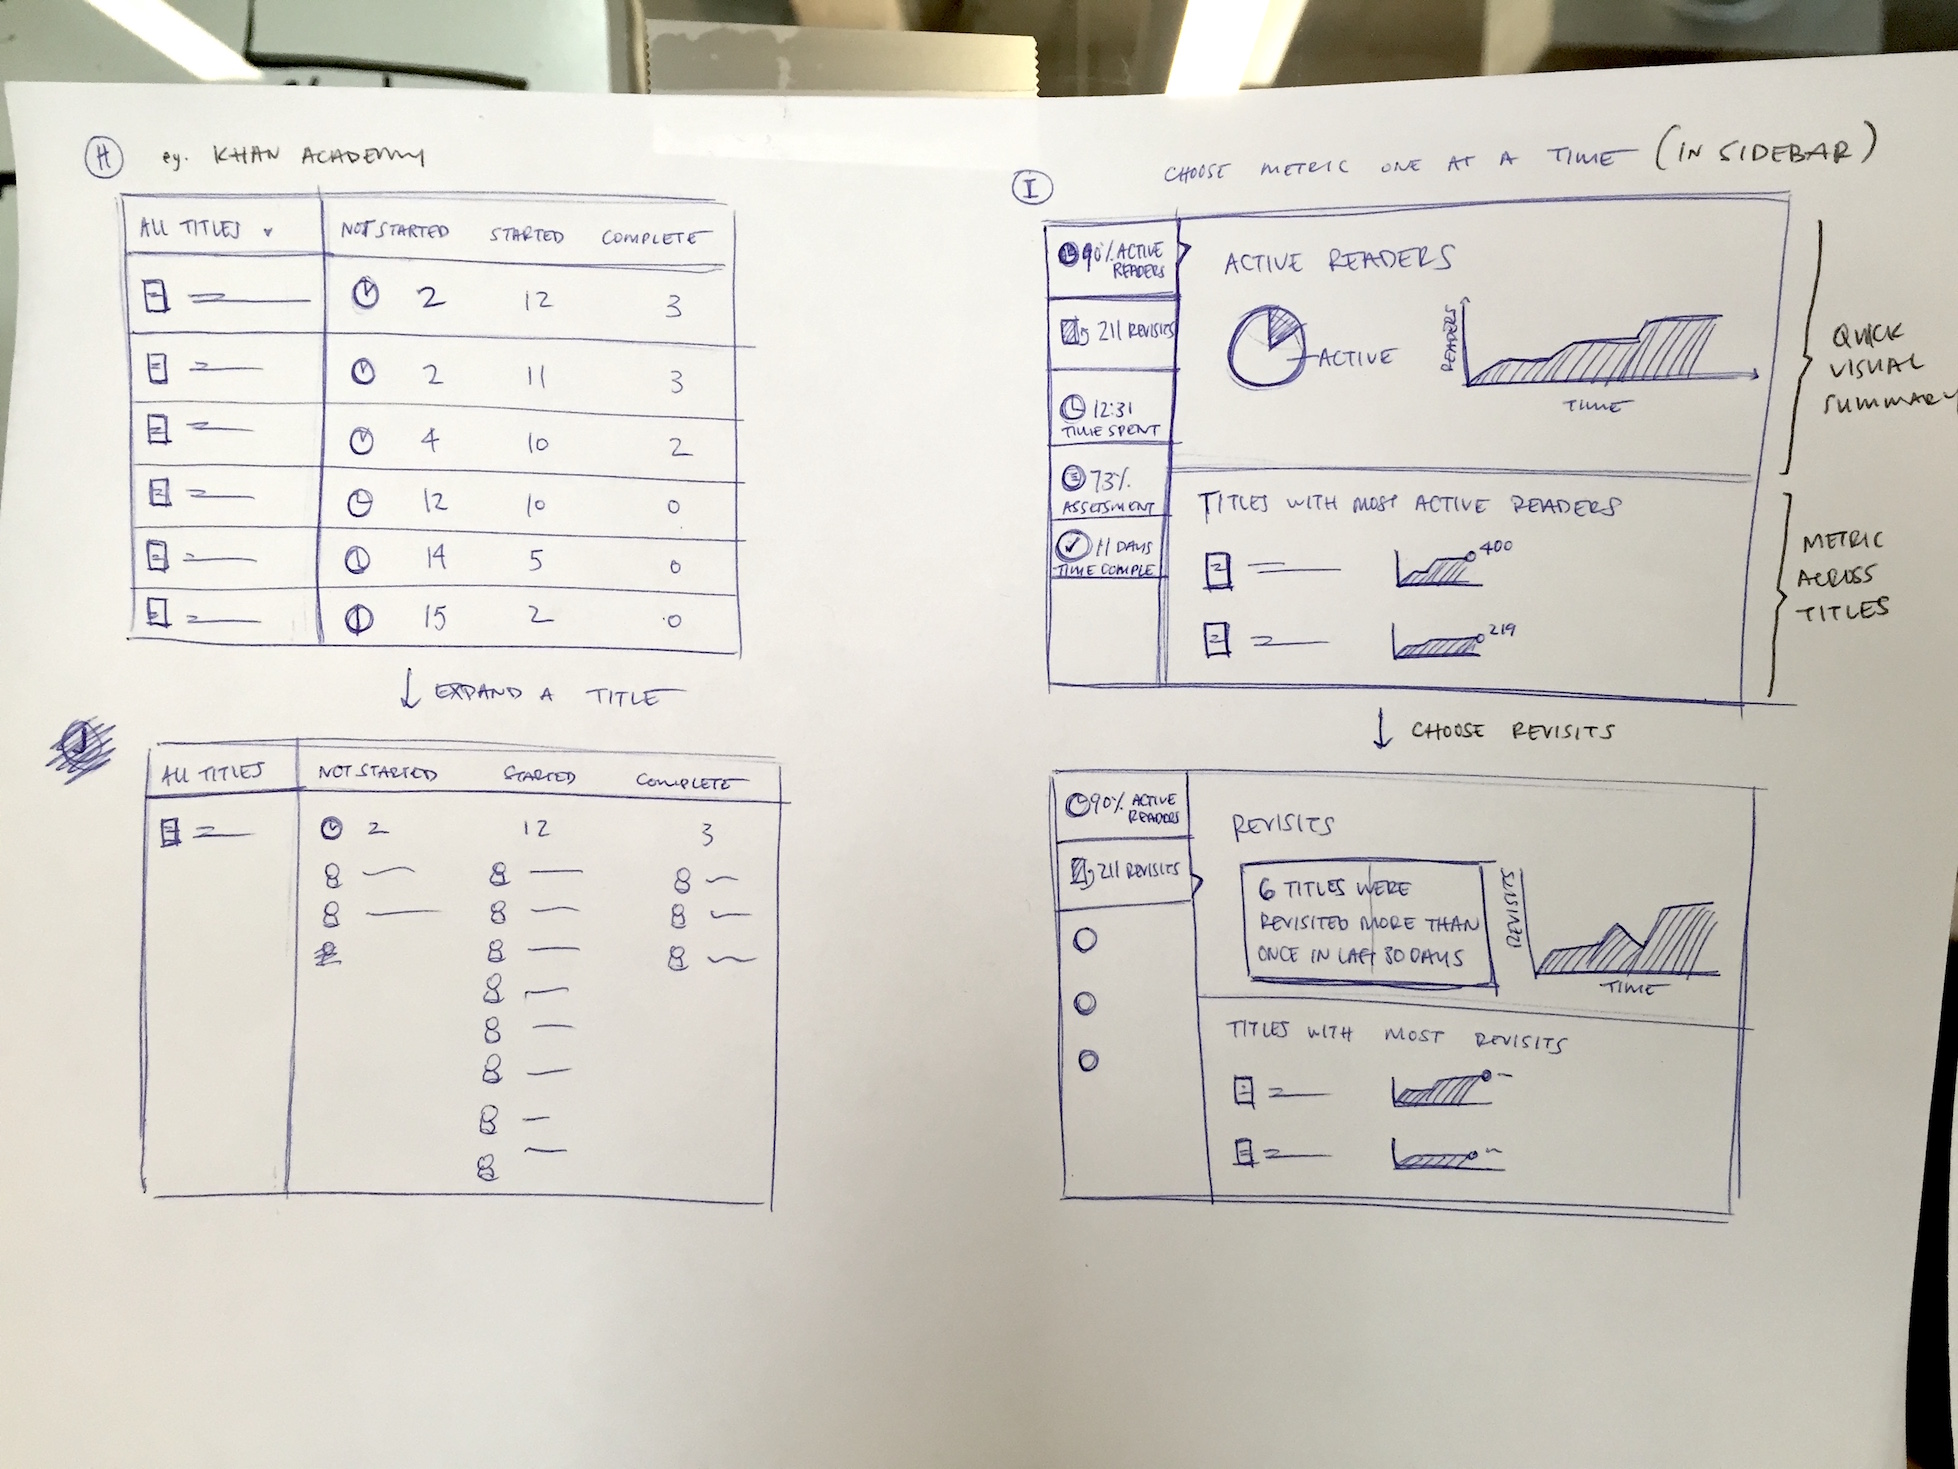 H eg. KHAN ACADEMY
ALL TITLES NOT STARTED STARTED COMPLETE
2 12 3
2 11 3
4 10 2
12 10 0
14 5 0
15 2 0
↓ EXPAND A TITLE
J
ALL TITLES NOT STARTED STARTED COMPLETE
2 12 3
I CHOOSE METRIC ONE AT A TIME (IN SIDEBAR)
90% ACTIVE
READERS
211 REVISITS
12:31
TIME SPENT
73%
ASSESSMENT
11 DAYS
TIME COMPLE
ACTIVE READERS
ACTIVE
READERS
TIME
QUICK
VISUAL
SUMMARY
TITLES WITH MOST ACTIVE READERS
400
219
METRIC
ACROSS
TITLES
↓ CHOOSE REVISITS
90% ACTIVE
READERS
211 REVISITS
REVISITS
6 TITLES WERE
REVISITED MORE THAN
ONCE IN LAST 30 DAYS
REVISITS
TIME
TITLES WITH MOST REVISITS